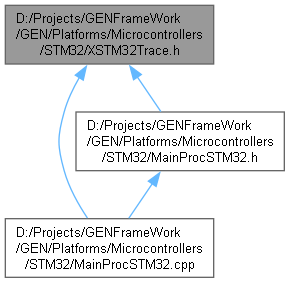 D:/Projects/GENFrameWork
/GEN/Platforms/Microcontrollers
/STM32/XSTM32Trace.h
D:/Projects/GENFrameWork
/GEN/Platforms/Microcontrollers
/STM32/MainProcSTM32.h
D:/Projects/GENFrameWork
/GEN/Platforms/Microcontrollers
/STM32/MainProcSTM32.cpp